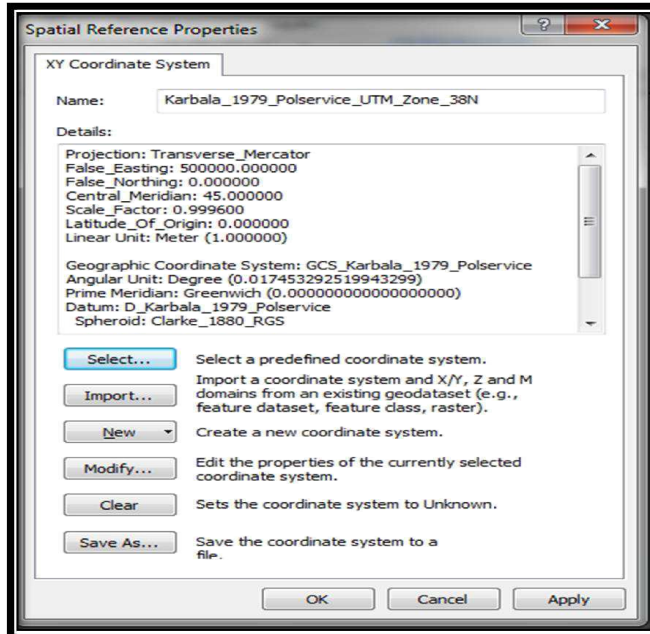 Spatial Reference Properties
XY Coordinate System
Name: Karbala_1979_Polservice_UTM_Zone_38N
Details:
Projection: Transverse_Mercator
False_Easting: 500000.000000
False_Northing: 0.000000
Central_Meridian: 45.000000
Scale_Factor: 0.999600
Latitude_Of_Origin: 0.000000
Linear Unit: Meter (1.000000)
Geographic Coordinate System: GCS_Karbala_1979_Polservice
Angular Unit: Degree (0.017453292519943299)
Prime Meridian: Greenwich (0.000000000000000000)
Datum: D_Karbala_1979_Polservice
Spheroid: Clarke_1880_RGS
Select... Select a predefined coordinate system.
Import... Import a coordinate system and X/Y, Z and M
domains from an existing geodataset (e.g.,
feature dataset, feature class, raster).
New Create a new coordinate system.
Modify... Edit the properties of the currently selected
coordinate system.
Clear Sets the coordinate system to Unknown.
Save As... Save the coordinate system to a
file.
OK Cancel Apply